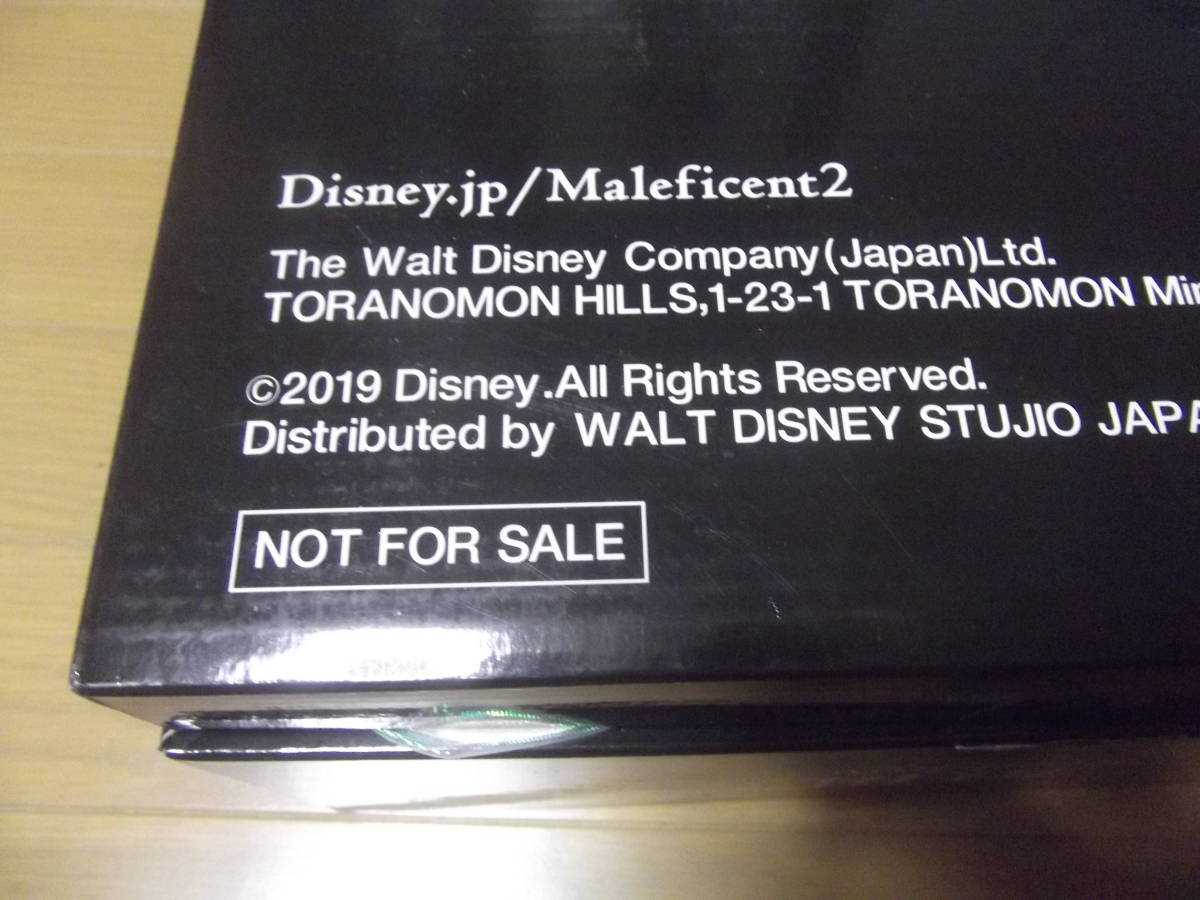 Disney.jp/Maleficent2
The Walt Disney Company(Japan)Ltd.
TORANOMON HILLS,1-23-1 TORANOMON
©2019 Disney.All Rights Reserved.
Distributed by WALT DISNEY STUJIO
NOT FOR SALE